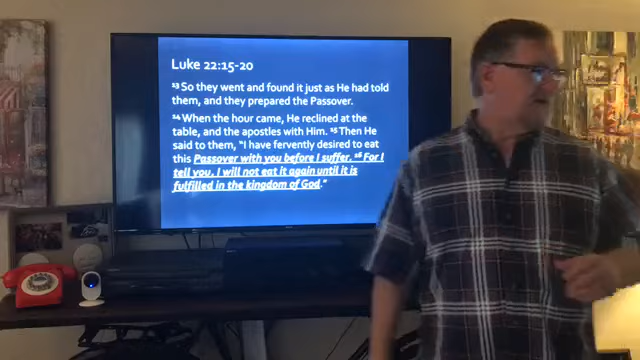 Luke 22:15-20
13 So they went and found it just as He had told
them, and they prepared the Passover.
14 When the hour came, He reclined at the
table, and the apostles with Him. 15 Then He
said to them, "I have fervently desired to eat
this Passover with you before I suffer. 16 For I
tell you, I will not eat it again until it is
fulfilled in the kingdom of God."